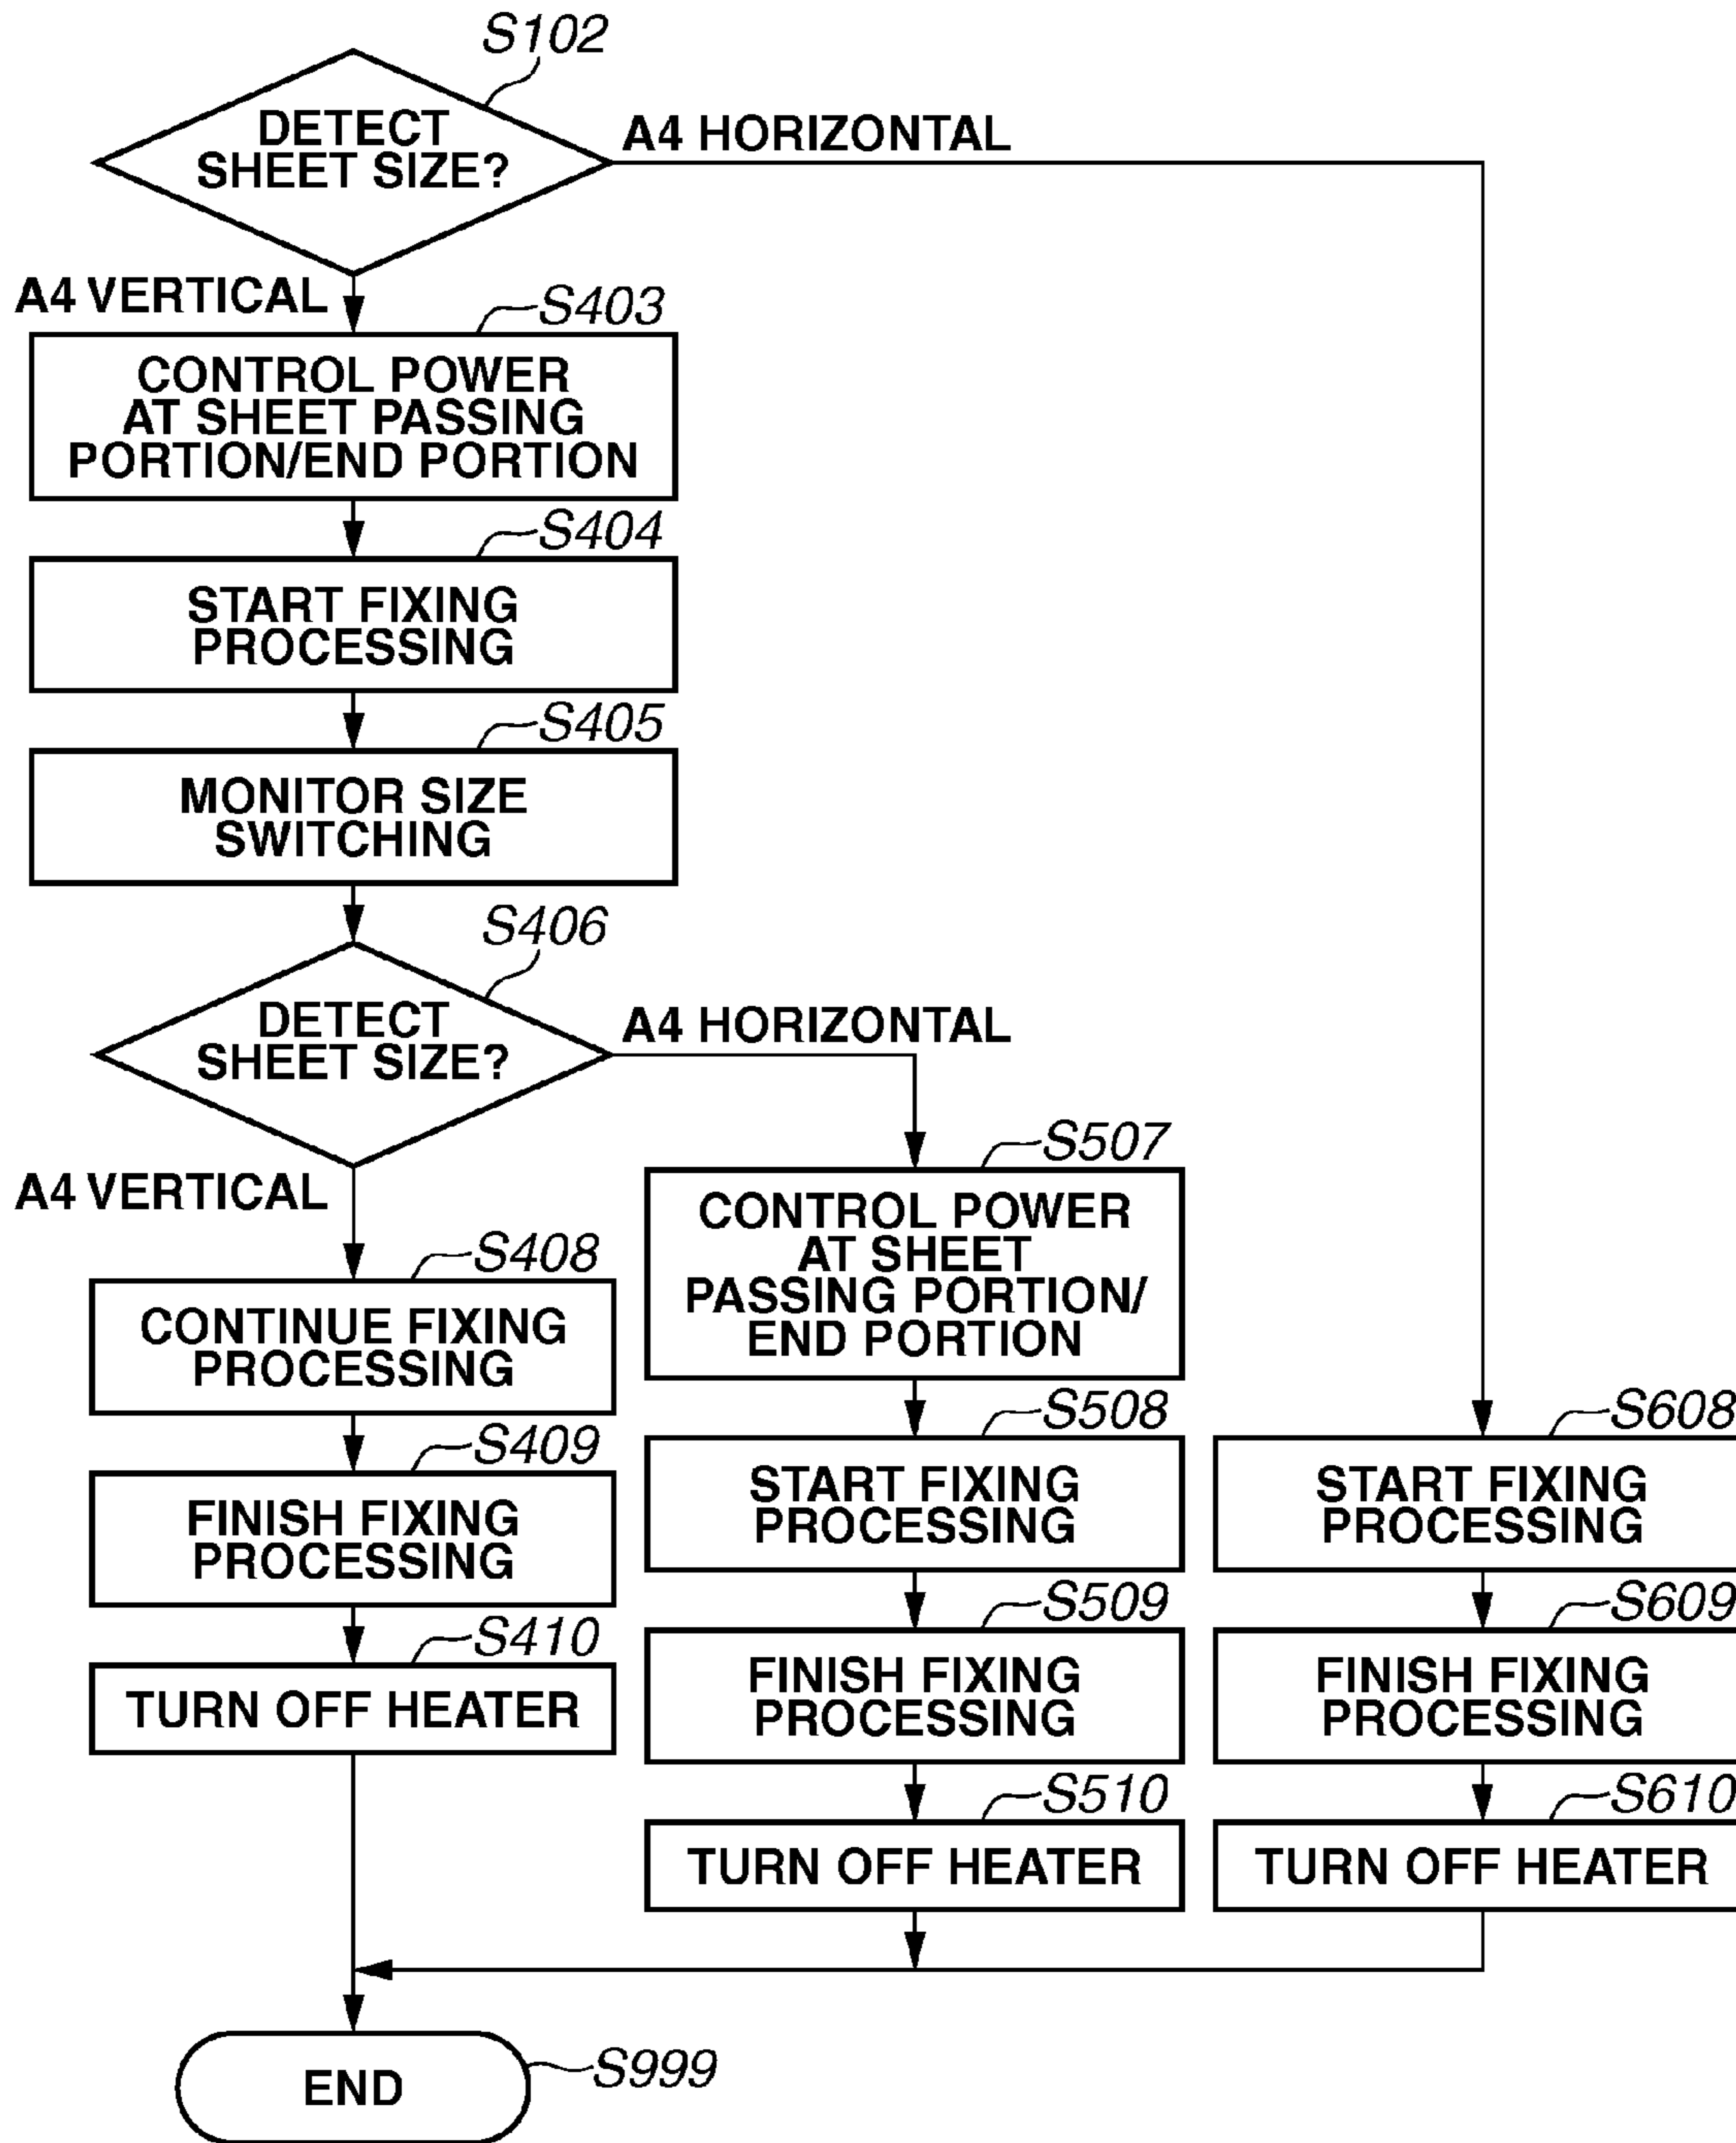 S102
DETECT
SHEET SIZE?
A4 HORIZONTAL
A4 VERTICAL
S403
CONTROL POWER
AT SHEET PASSING
PORTION/END PORTION
S404
START FIXING
PROCESSING
S405
MONITOR SIZE
SWITCHING
S406
DETECT
SHEET SIZE?
A4 HORIZONTAL
A4 VERTICAL
S408
CONTINUE FIXING
PROCESSING
S409
FINISH FIXING
PROCESSING
S410
TURN OFF HEATER
S507
CONTROL POWER
AT SHEET
PASSING PORTION/
END PORTION
S508
START FIXING
PROCESSING
S509
FINISH FIXING
PROCESSING
S510
TURN OFF HEATER
S608
START FIXING
PROCESSING
S609
FINISH FIXING
PROCESSING
S610
TURN OFF HEATER
END
S999